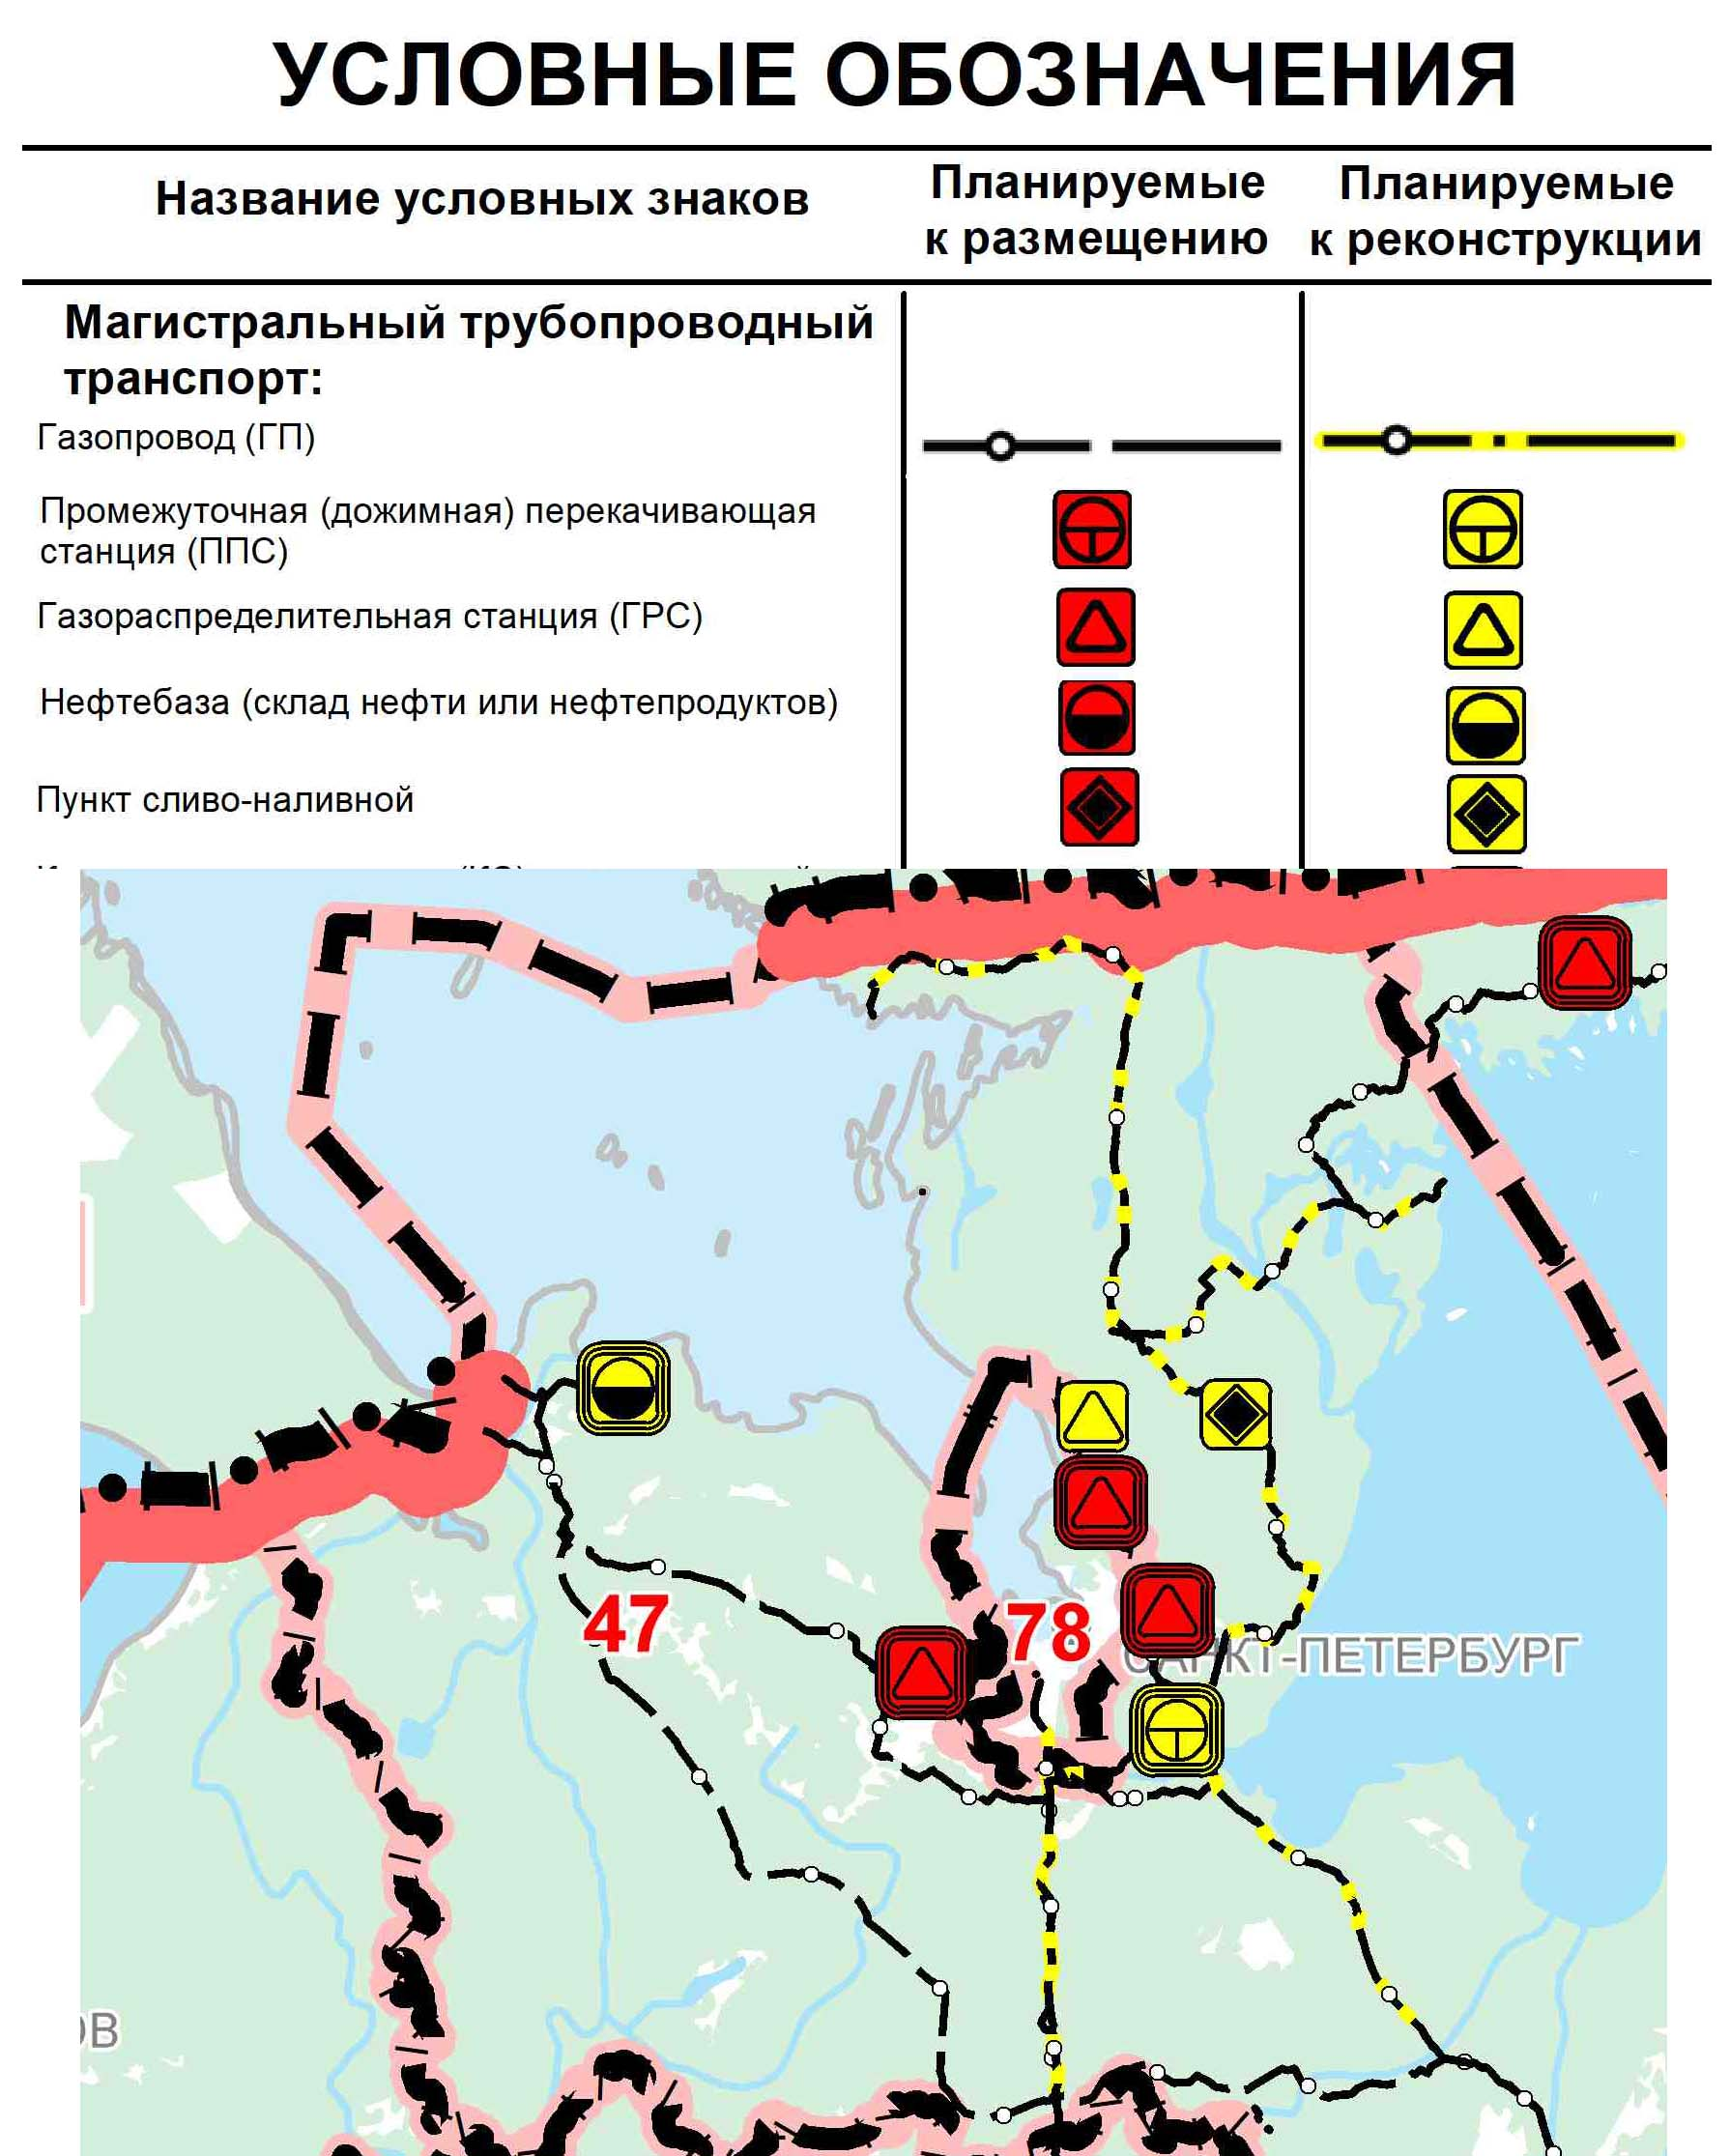 УСЛОВНЫЕ ОБОЗНАЧЕНИЯ
Название условных знаков
Планируемые
к размещению
Планируемые
к реконструкции
Магистральный трубопроводный
транспорт:
Газопровод (ГП)
Промежуточная (дожимная) перекачивающая
станция (ППС)
Газораспределительная станция (ГРС)
Нефтебаза (склад нефти или нефтепродуктов)
Пункт сливо-наливной
47
78
САНКТ-ПЕТЕРБУРГ
ОВ